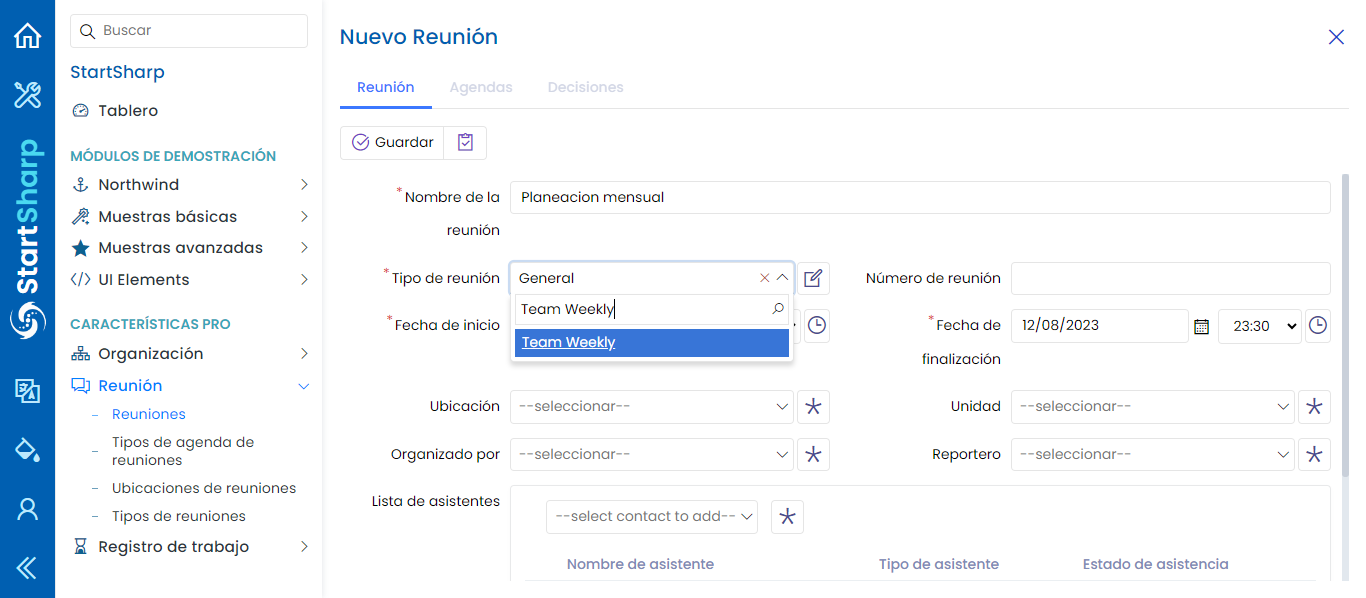 StartSharp
Buscar
StartSharp
Tablero
MÓDULOS DE DEMOSTRACIÓN
Northwind
Muestras básicas
Muestras avanzadas
UI Elements
CARACTERÍSTICAS PRO
Organización
Reunión
Reuniones
Tipos de agenda de
reuniones
Ubicaciones de reuniones
Tipos de reuniones
Registro de trabajo
Nuevo Reunión
Reunión Agendas Decisiones
Guardar
*Nombre de la
reunión
Planeacion mensual
*Tipo de reunión General
Team Weekly
Team Weekly
Número de reunión
*Fecha de inicio
*Fecha de
finalización
12/08/2023 23:30
Ubicación --seleccionar--
Unidad --seleccionar--
Organizado por --seleccionar--
Reportero --seleccionar--
Lista de asistentes
--select contact to add--
Nombre de asistente Tipo de asistente Estado de asistencia